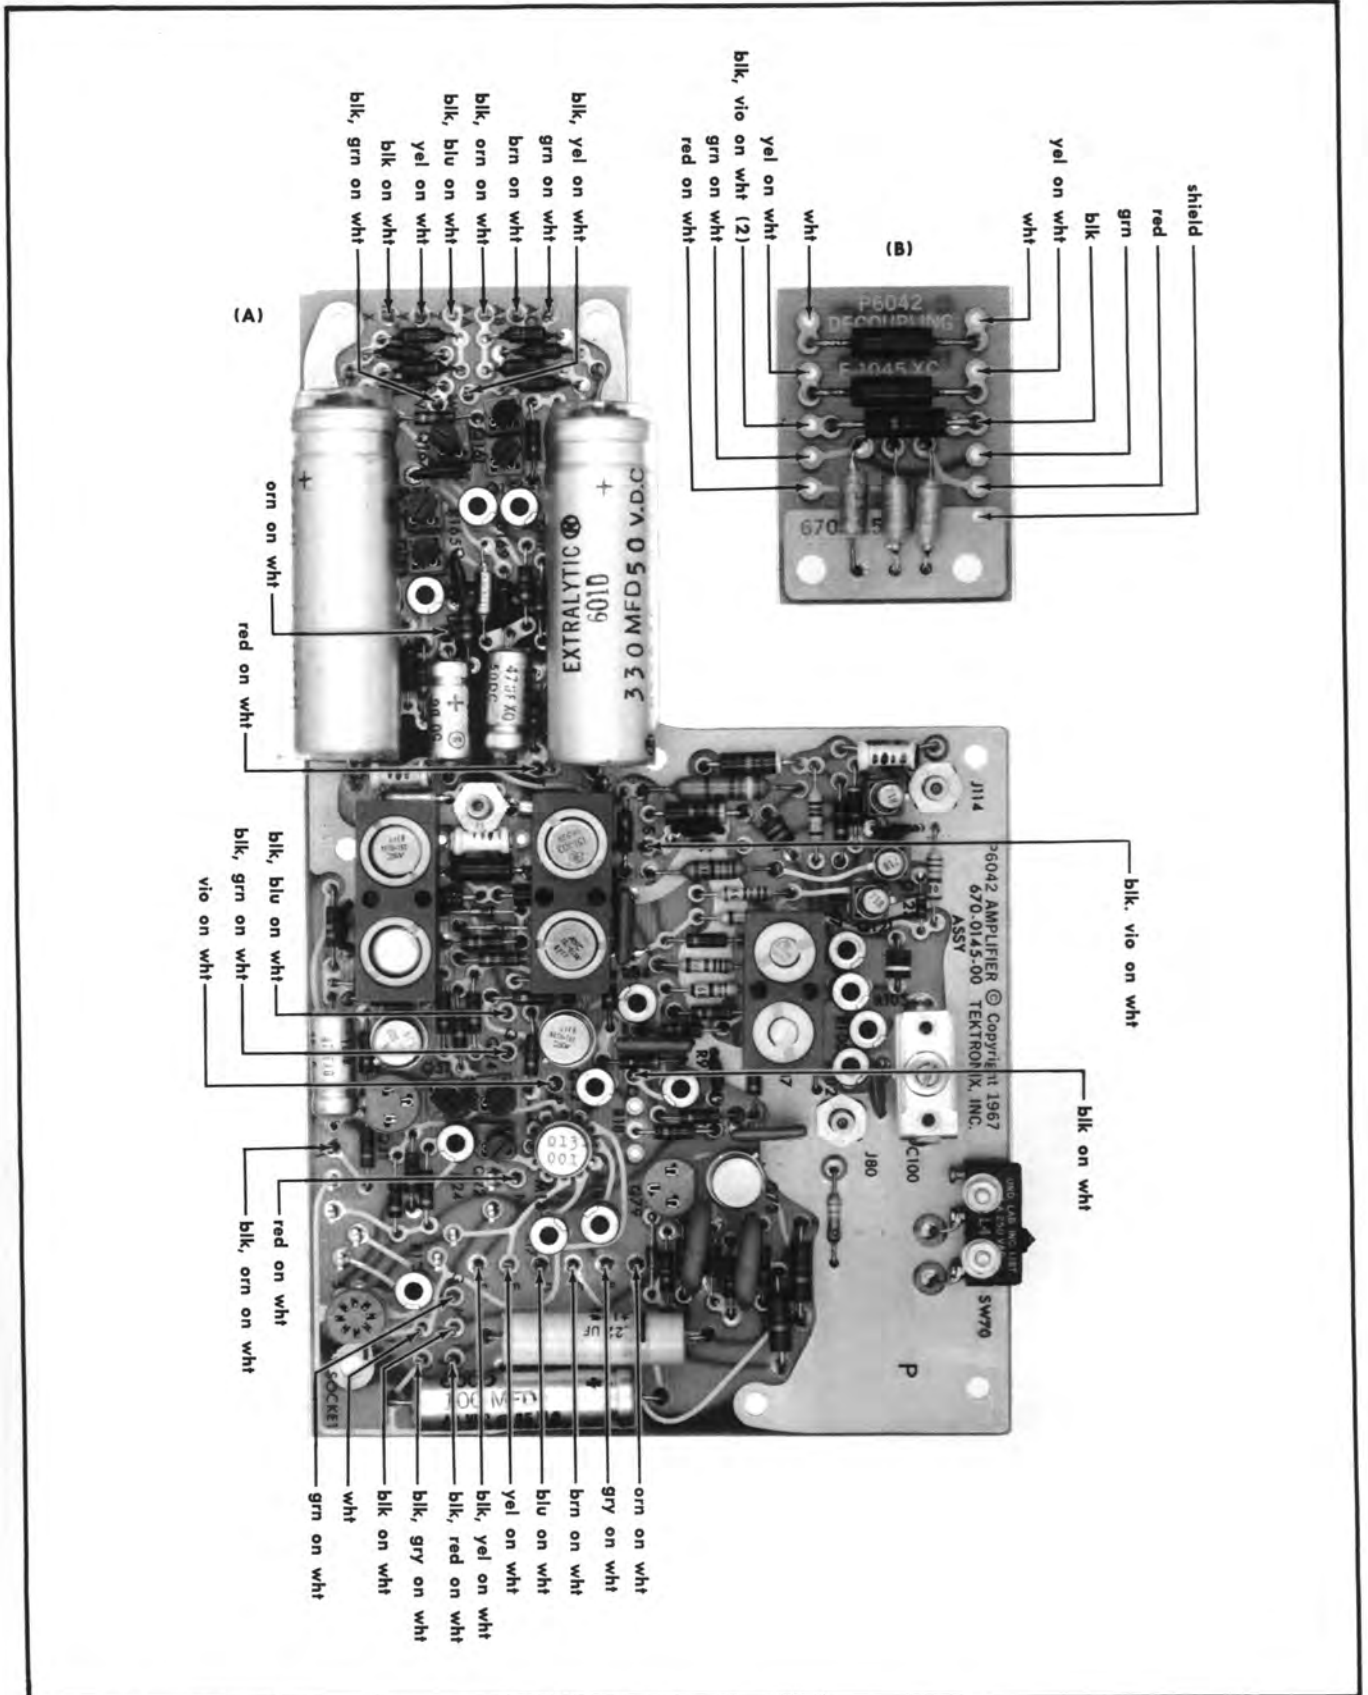 shield
red
grn
blk
yel on wht
wht
(B)
wht
yel on wht
blk, vio on wht (2)
grn on wht
red on wht
P6042
DECOUPLING
670
blk, yel on wht
grn on wht
brn on wht
blk, orn on wht
blk, blu on wht
yel on wht
blk on wht
blk, grn on wht
(A)
orn on wht
red on wht
EXTRALYTIC
601D
330 MFD 50 V.D.C
+
+
+
J114
P6042 AMPLIFIER © Copyright 1967
670-0145-00 TEKTRONIX, INC.
ASSY
blk. vio on wht
blk on wht
blk, blu on wht
blk, grn on wht
vio on wht
C100
J80
SW70
P
SOCKET
100 MFD
red on wht
blk, orn on wht
orn on wht
gry on wht
brn on wht
blu on wht
yel on wht
blk, yel on wht
blk, red on wht
blk, gry on wht
blk on wht
wht
grn on wht